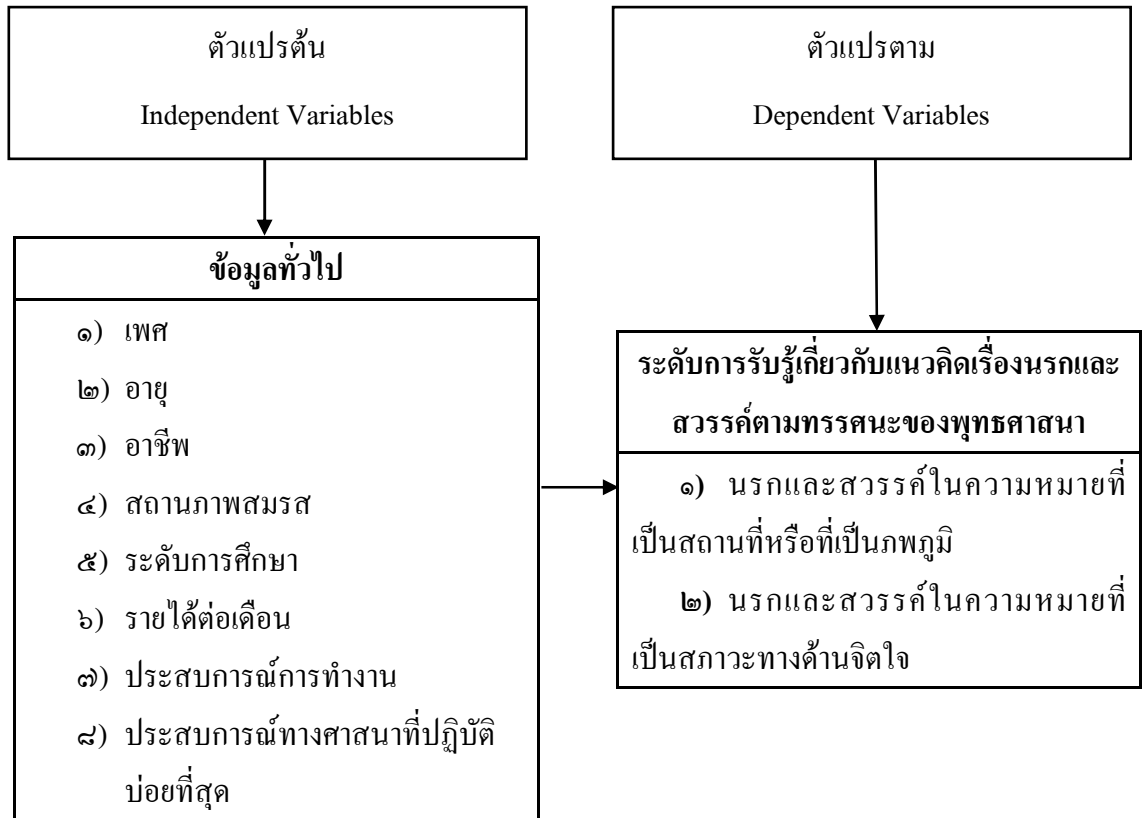 ตัวแปรต้น
Independent Variables
ตัวแปรตาม
Dependent Variables
ข้อมูลทั่วไป
๑) เพศ
๒) อายุ
๓) อาชีพ
๔) สถานภาพสมรส
๕) ระดับการศึกษา
๖) รายได้ต่อเดือน
๗) ประสบการณ์การทำงาน
๘) ประสบการณ์ทางศาสนาที่ปฏิบัติ
บ่อยที่สุด
ระดับการรับรู้เกี่ยวกับแนวคิดเรื่องนรกและ
สวรรค์ตามทรรศนะของพุทธศาสนา
๑) นรกและสวรรค์ในความหมายที่
เป็นสถานที่หรือที่เป็นภพภูมิ
๒) นรกและสวรรค์ในความหมายที่
เป็นสภาวะทางด้านจิตใจ